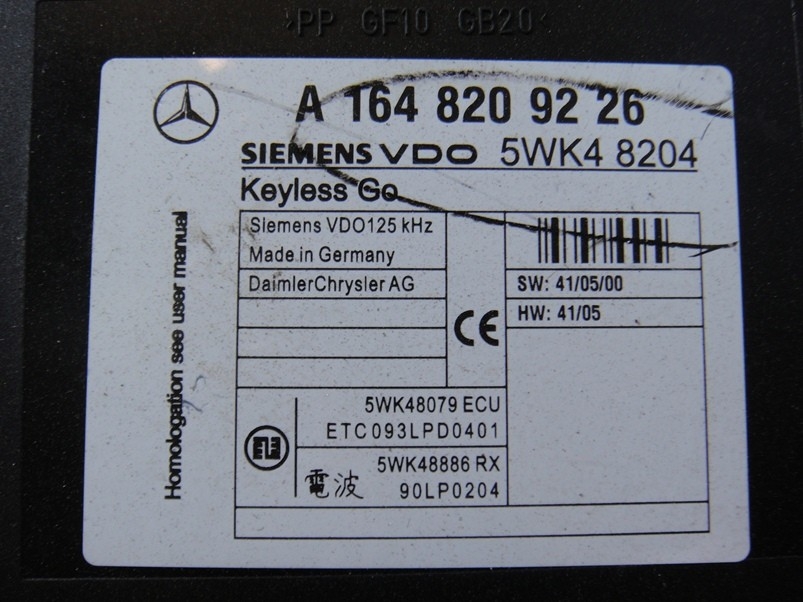 >PP GF10 GB20<
A 164 820 92 26
SIEMENS VDO 5WK4 8204
Keyless Go
Siemens VDO125 kHz
Made in Germany
DaimlerChrysler AG
SW: 41/05/00
HW: 41/05
CE
5WK48079 ECU
ETC093LPD0401
5WK48886 RX
電波 90LP0204
Homologation see user manual